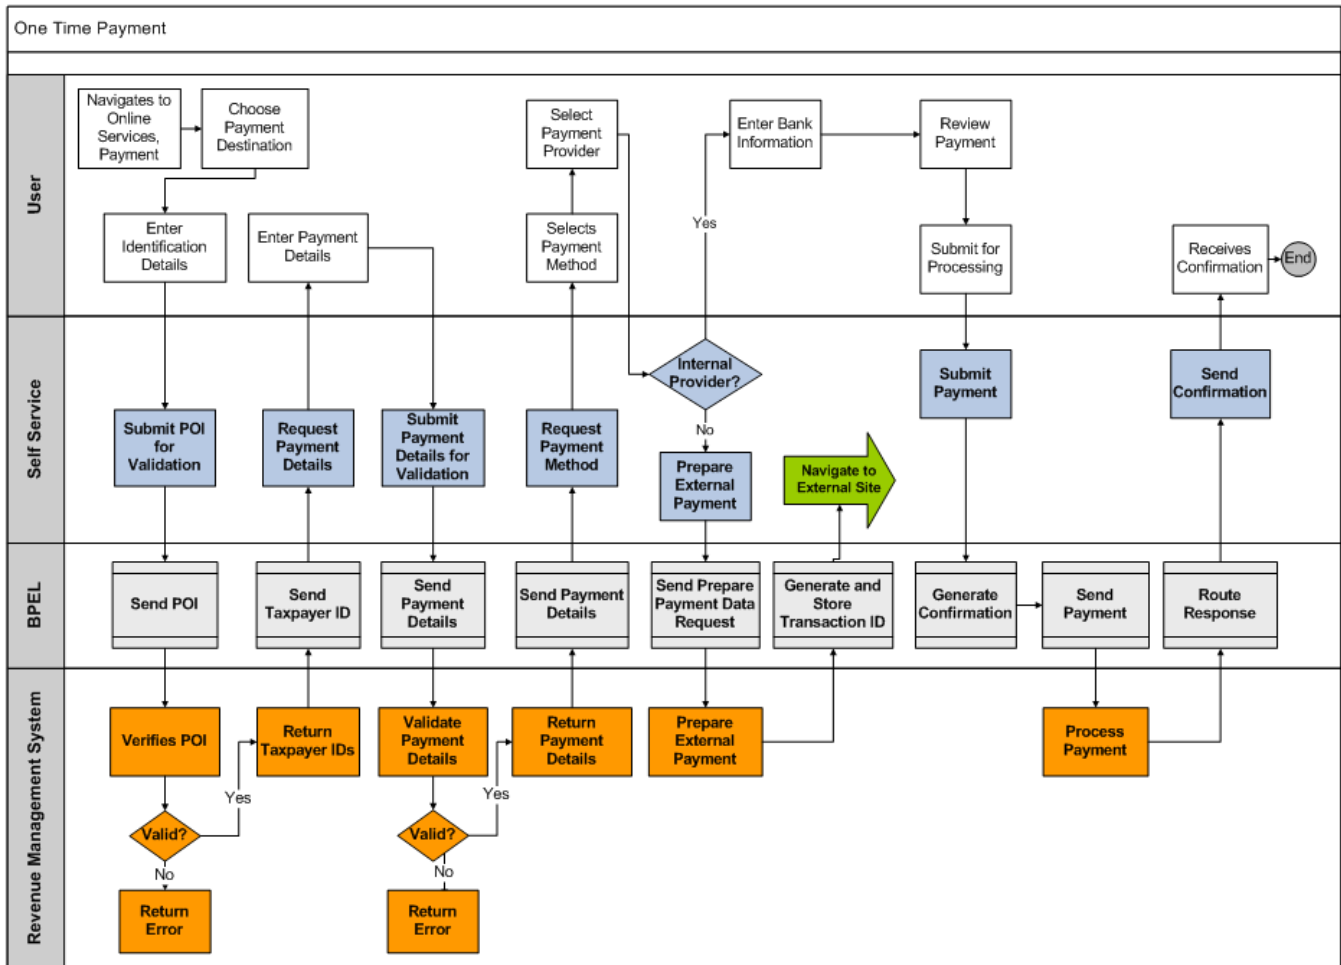 One Time Payment
User
Navigates to
Online
Services,
Payment
Choose
Payment
Destination
Select
Payment
Provider
Enter Bank
Information
Review
Payment
Enter
Identification
Details
Enter Payment
Details
Selects
Payment
Method
Yes
Submit for
Processing
Receives
Confirmation
End
Self Service
Internal
Provider?
No
Submit
Payment
Send
Confirmation
Submit POI
for
Validation
Request
Payment
Details
Submit
Payment
Details for
Validation
Request
Payment
Method
Prepare
External
Payment
Navigate to
External Site
BPEL
Send POI
Send
Taxpayer ID
Send
Payment
Details
Send Payment
Details
Send Prepare
Payment Data
Request
Generate and
Store
Transaction ID
Generate
Confirmation
Send
Payment
Route
Response
Revenue Management System
Verifies POI
Return
Taxpayer IDs
Validate
Payment
Details
Return
Payment
Details
Prepare
External
Payment
Process
Payment
Yes
Yes
Valid?
Valid?
No
No
Return
Error
Return
Error